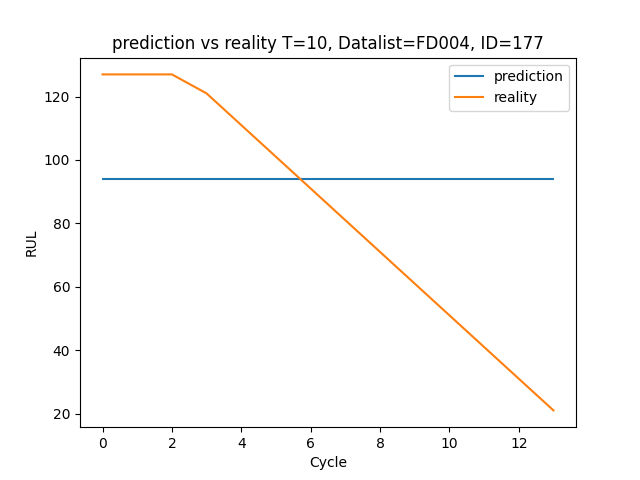 prediction vs reality T=10, Datalist=FD004, ID=177
prediction
reality
120
100
80
60
40
20
RUL
0 2 4 6 8 10 12
Cycle